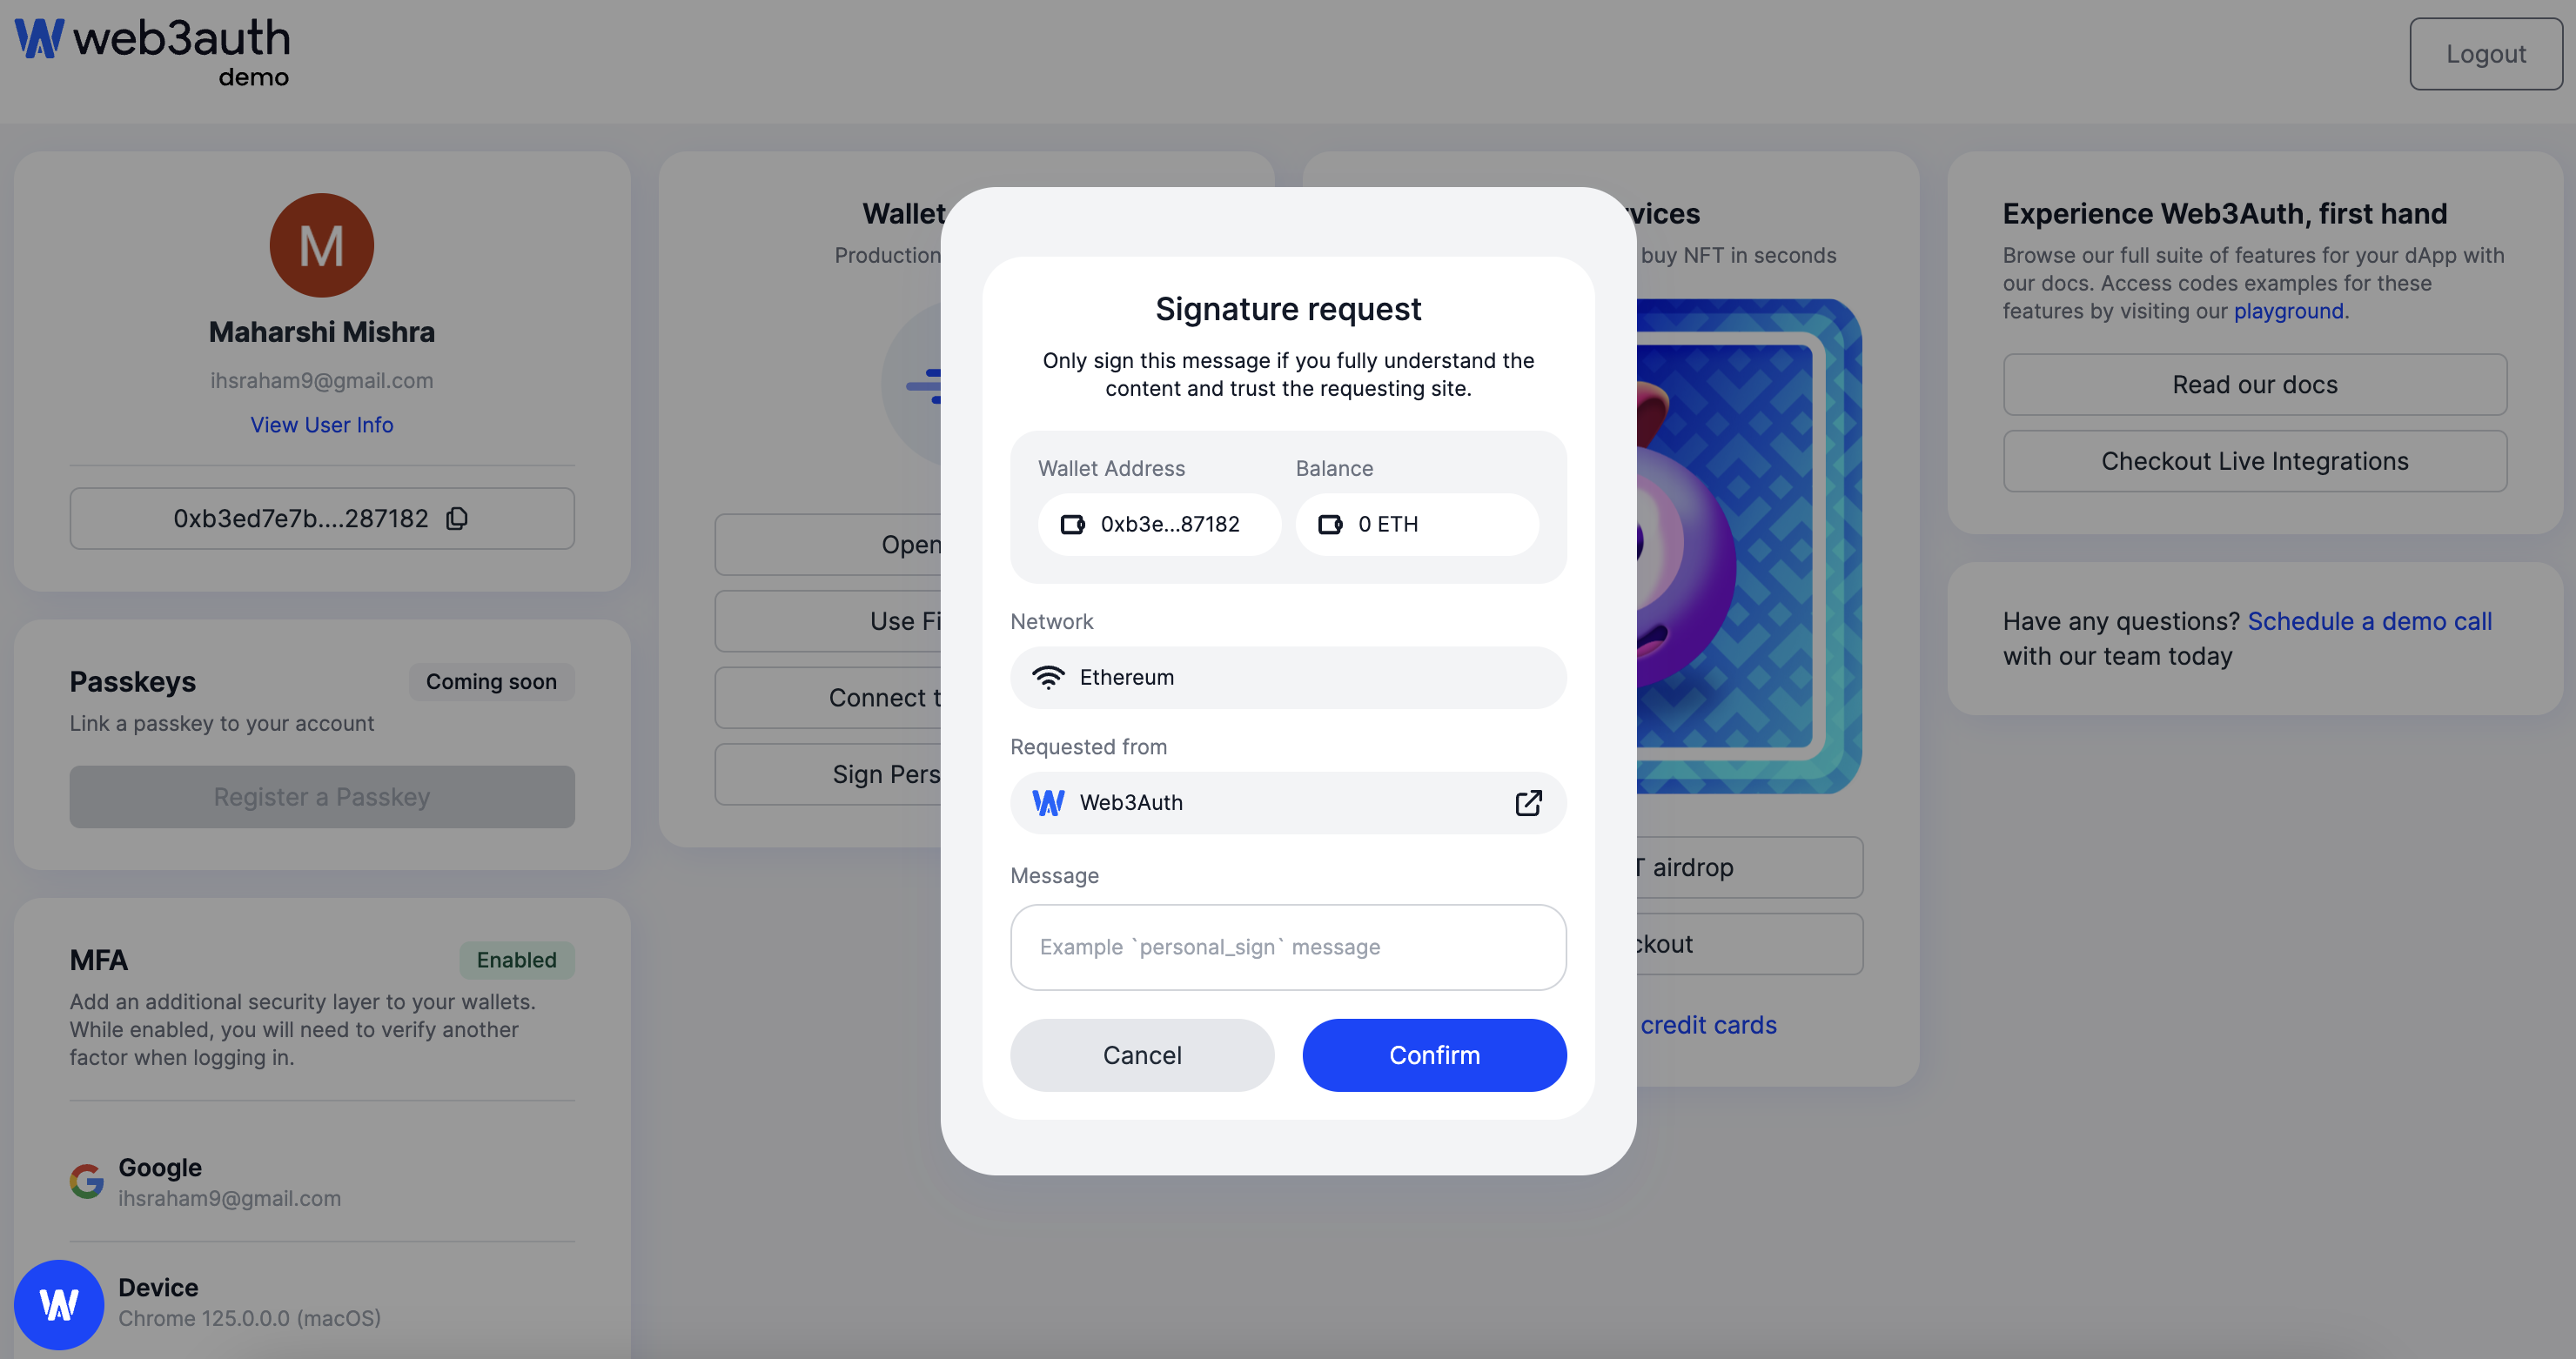 web3auth
demo
Logout
M
Maharshi Mishra
ihsraham9@gmail.com
View User Info
0xb3ed7e7b....287182
Passkeys
Coming soon
Link a passkey to your account
Register a Passkey
MFA
Enabled
Add an additional security layer to your wallets.
While enabled, you will need to verify another
factor when logging in.
Google
ihsraham9@gmail.com
Device
Chrome 125.0.0.0 (macOS)
Wallet
Production
Open
Use
Connect
Sign
Signature request
Only sign this message if you fully understand the
content and trust the requesting site.
Wallet Address
Balance
0xb3e...87182
0 ETH
Network
Ethereum
Requested from
Web3Auth
Message
Example `personal_sign` message
Cancel
Confirm
buy NFT in seconds
airdrop
credit cards
Experience Web3Auth, first hand
Browse our full suite of features for your dApp with
our docs. Access codes examples for these
features by visiting our playground.
Read our docs
Checkout Live Integrations
Have any questions? Schedule a demo call
with our team today